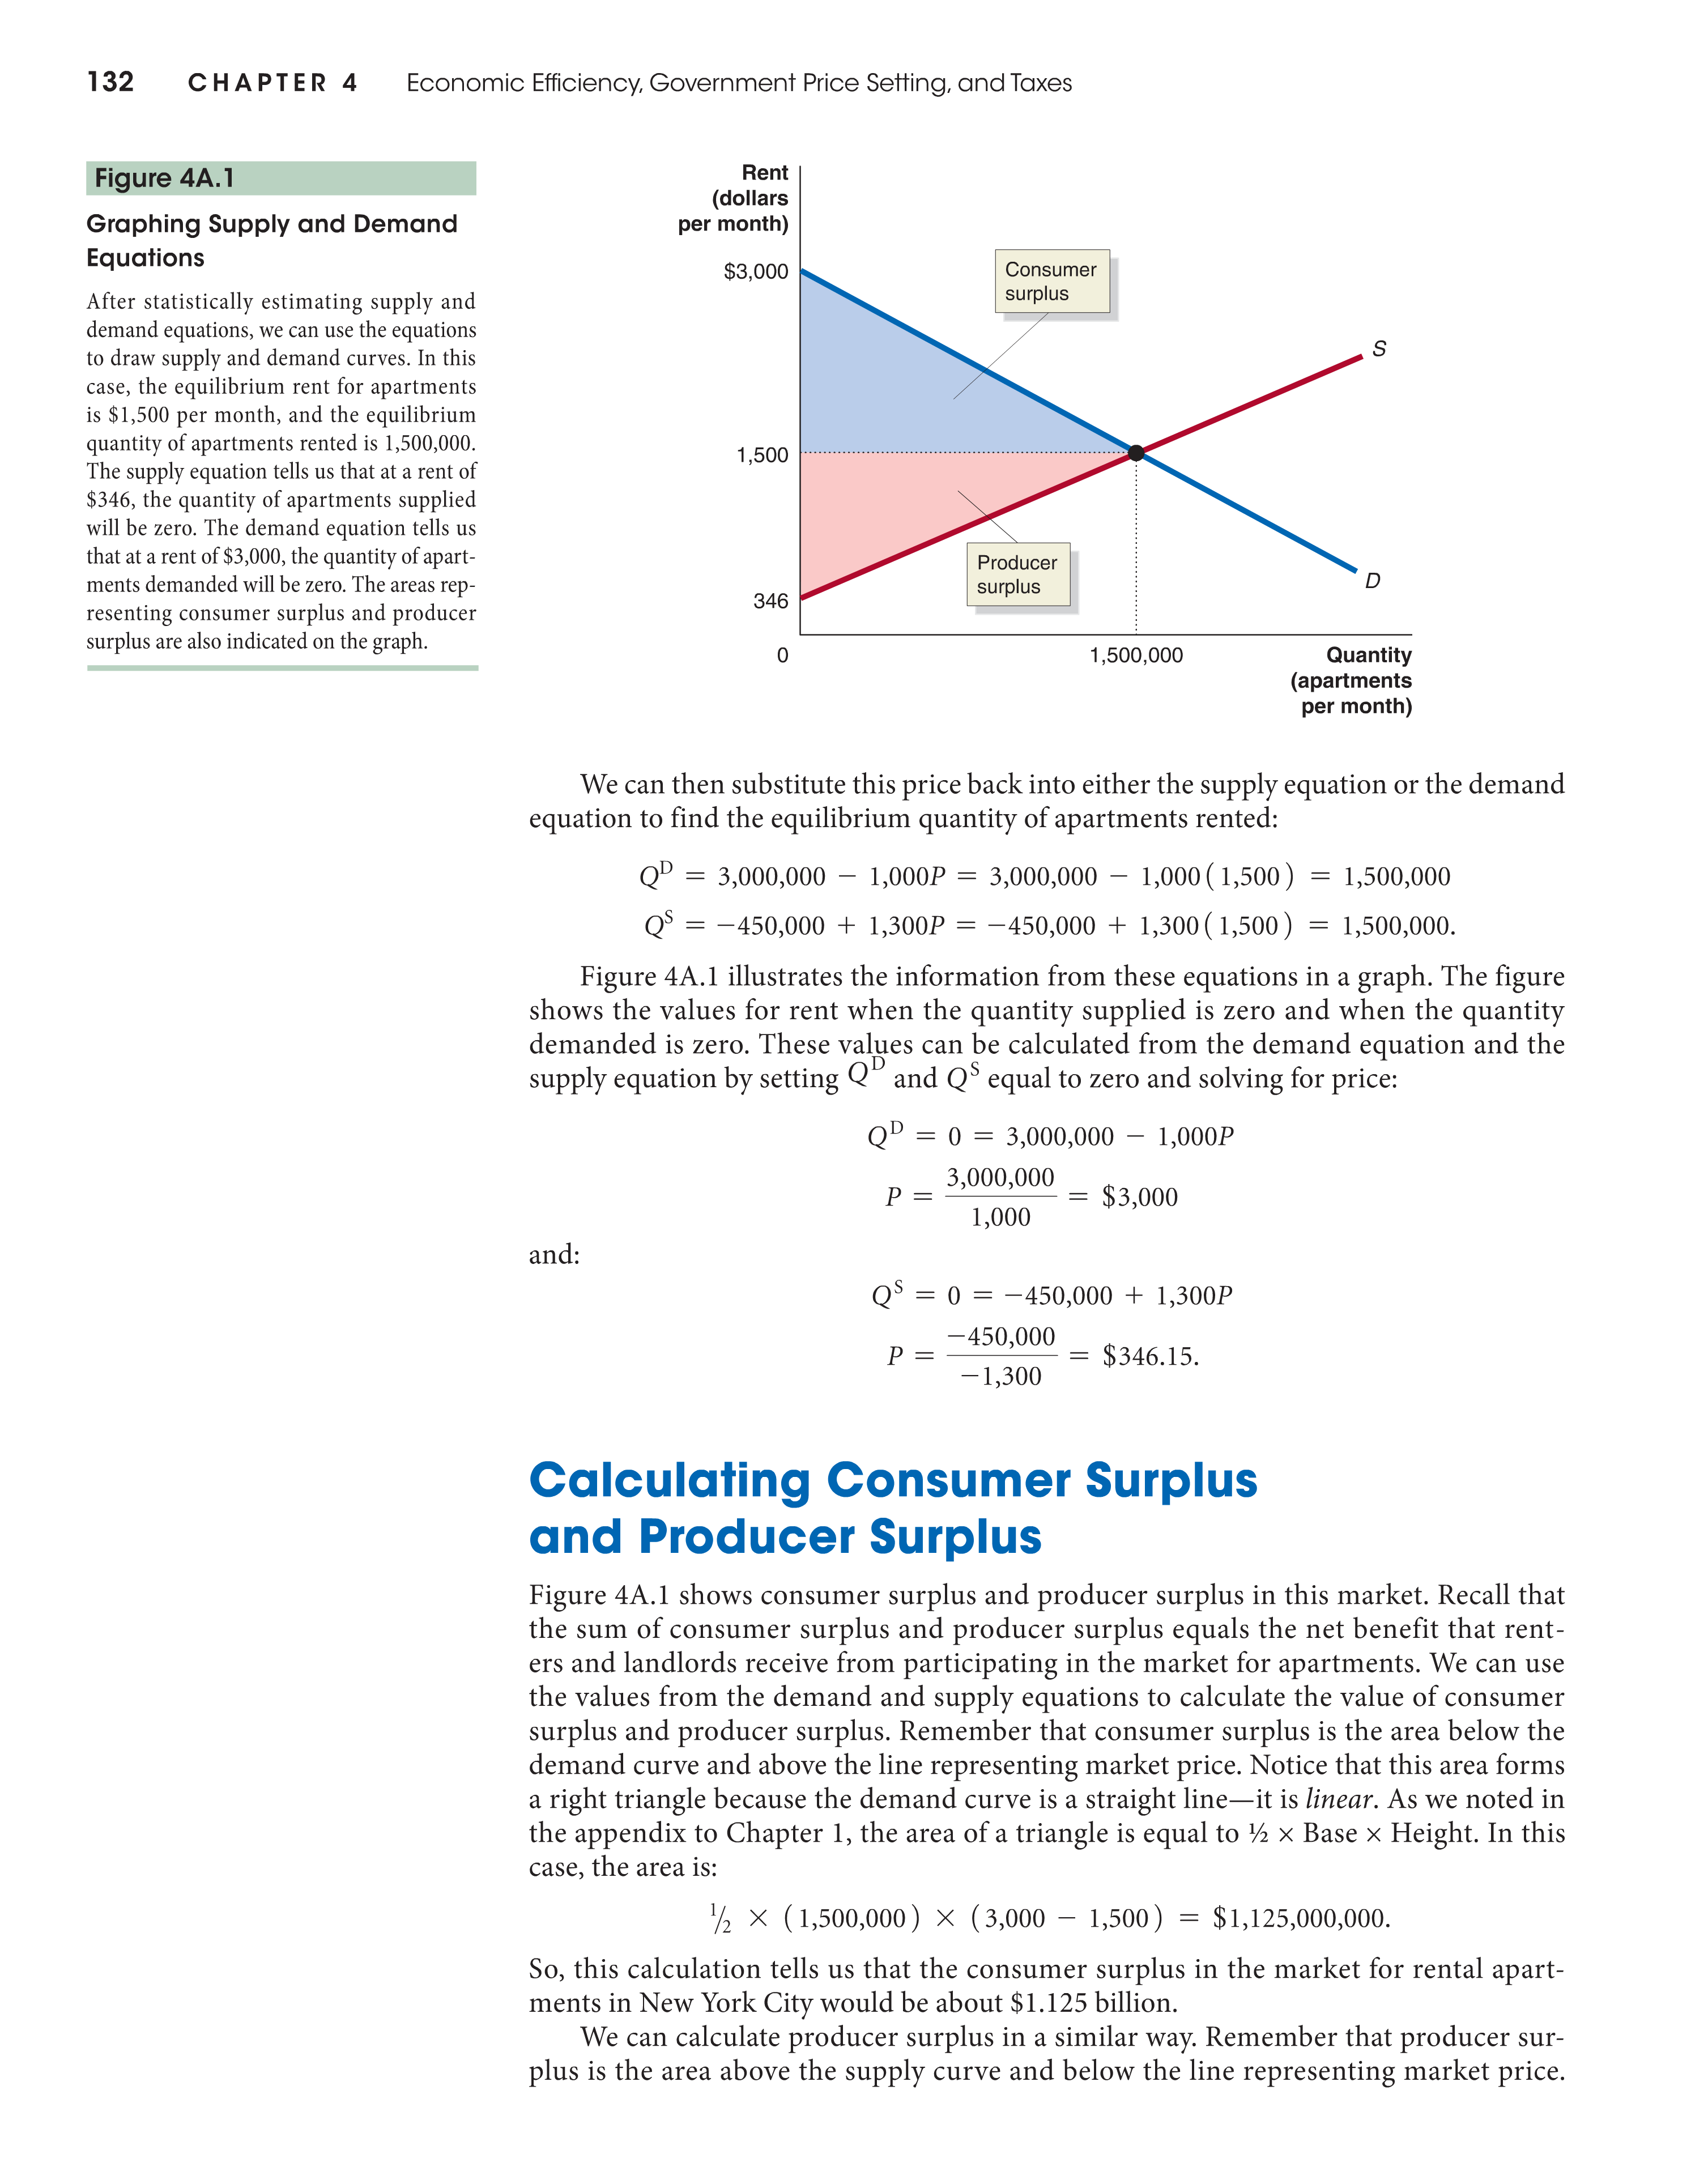 132 CHAPTER 4 Economic Efficiency, Government Price Setting, and Taxes
Figure 4A.1
Graphing Supply and Demand
Equations
After statistically estimating supply and
demand equations, we can use the equations
to draw supply and demand curves. In this
case, the equilibrium rent for apartments
is $1,500 per month, and the equilibrium
quantity of apartments rented is 1,500,000.
The supply equation tells us that at a rent of
$346, the quantity of apartments supplied
will be zero. The demand equation tells us
that at a rent of $3,000, the quantity of apart-
ments demanded will be zero. The areas rep-
resenting consumer surplus and producer
surplus are also indicated on the graph.
Rent
(dollars
per month)
$3,000
Consumer
surplus
S
1,500
Producer
surplus
D
346
0
1,500,000
Quantity
(apartments
per month)
We can then substitute this price back into either the supply equation or the demand
equation to find the equilibrium quantity of apartments rented:
Q^D = 3,000,000 − 1,000P = 3,000,000 − 1,000(1,500) = 1,500,000
Q^S = −450,000 + 1,300P = −450,000 + 1,300(1,500) = 1,500,000.
Figure 4A.1 illustrates the information from these equations in a graph. The figure
shows the values for rent when the quantity supplied is zero and when the quantity
demanded is zero. These values can be calculated from the demand equation and the
supply equation by setting Q^D and Q^S equal to zero and solving for price:
Q^D = 0 = 3,000,000 − 1,000P
P = 3,000,000 / 1,000 = $3,000
and:
Q^S = 0 = −450,000 + 1,300P
P = −450,000 / −1,300 = $346.15.
Calculating Consumer Surplus
and Producer Surplus
Figure 4A.1 shows consumer surplus and producer surplus in this market. Recall that
the sum of consumer surplus and producer surplus equals the net benefit that rent-
ers and landlords receive from participating in the market for apartments. We can use
the values from the demand and supply equations to calculate the value of consumer
surplus and producer surplus. Remember that consumer surplus is the area below the
demand curve and above the line representing market price. Notice that this area forms
a right triangle because the demand curve is a straight line—it is linear. As we noted in
the appendix to Chapter 1, the area of a triangle is equal to ½ × Base × Height. In this
case, the area is:
½ × (1,500,000) × (3,000 − 1,500) = $1,125,000,000.
So, this calculation tells us that the consumer surplus in the market for rental apart-
ments in New York City would be about $1.125 billion.
We can calculate producer surplus in a similar way. Remember that producer sur-
plus is the area above the supply curve and below the line representing market price.